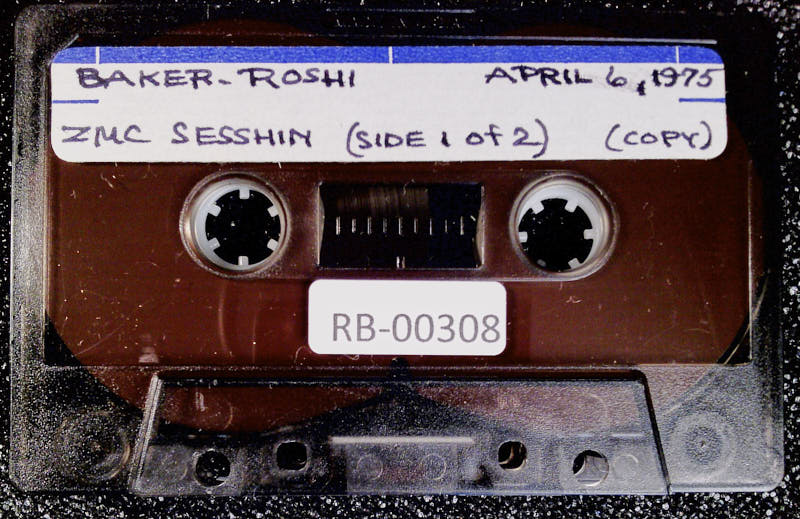 BAKER-ROSHI APRIL 6, 1975
ZMC SESSHIN (SIDE 1 of 2) (COPY)
RB-00308